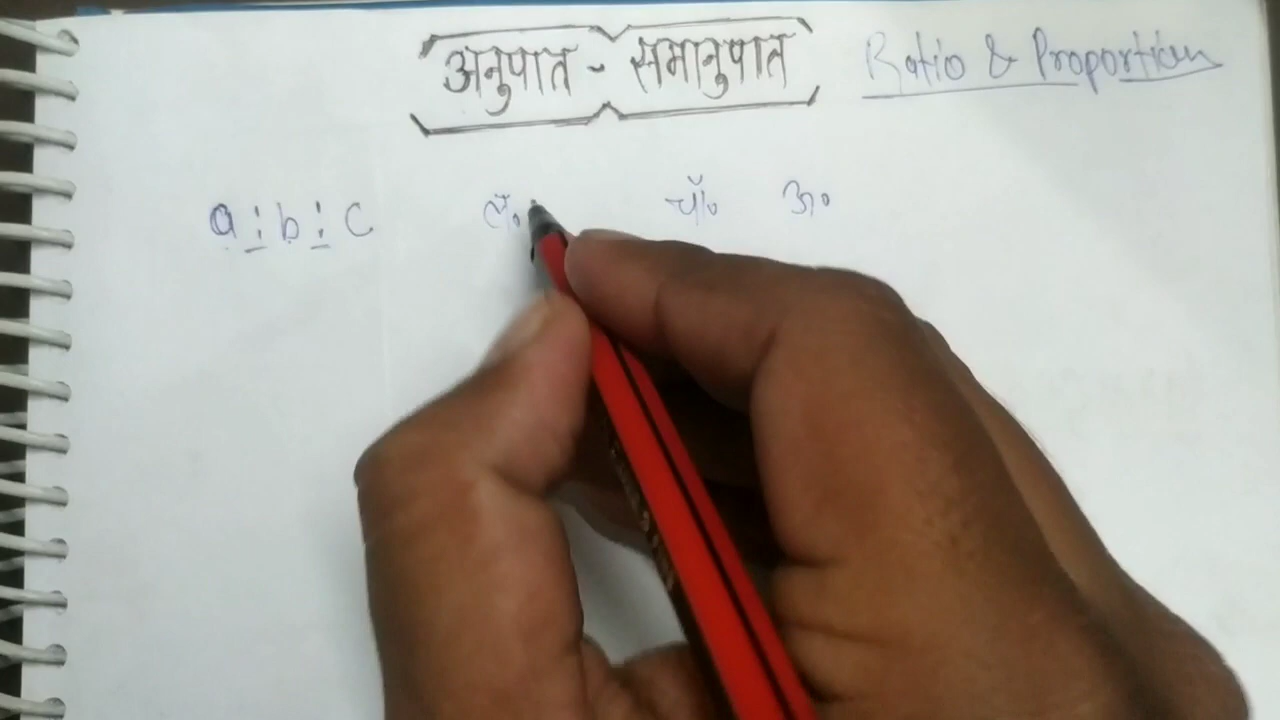 अनुपात - समानुपात Ratio & Proportion
a : b : c ल॰ चौ॰ अ॰